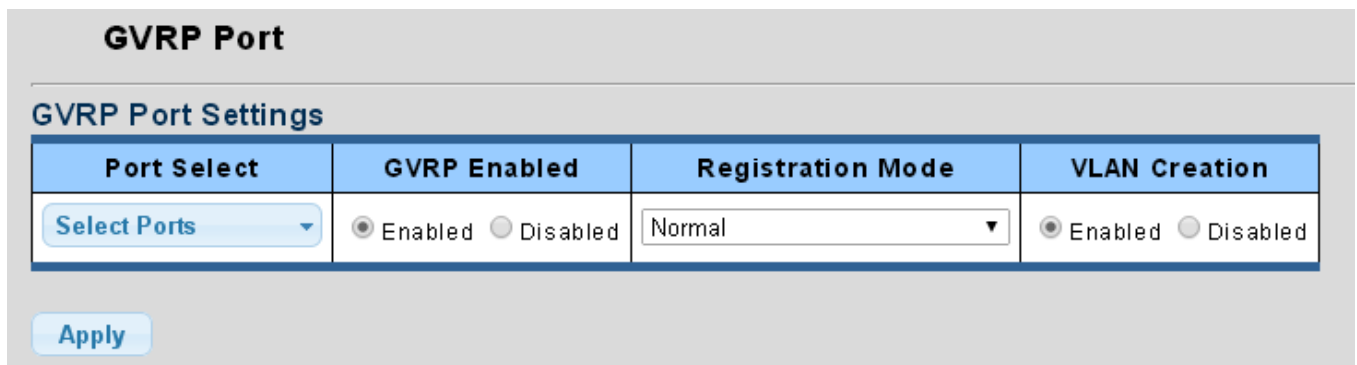 GVRP Port
GVRP Port Settings
Port Select GVRP Enabled Registration Mode VLAN Creation
Select Ports Enabled Disabled Normal Enabled Disabled
Apply